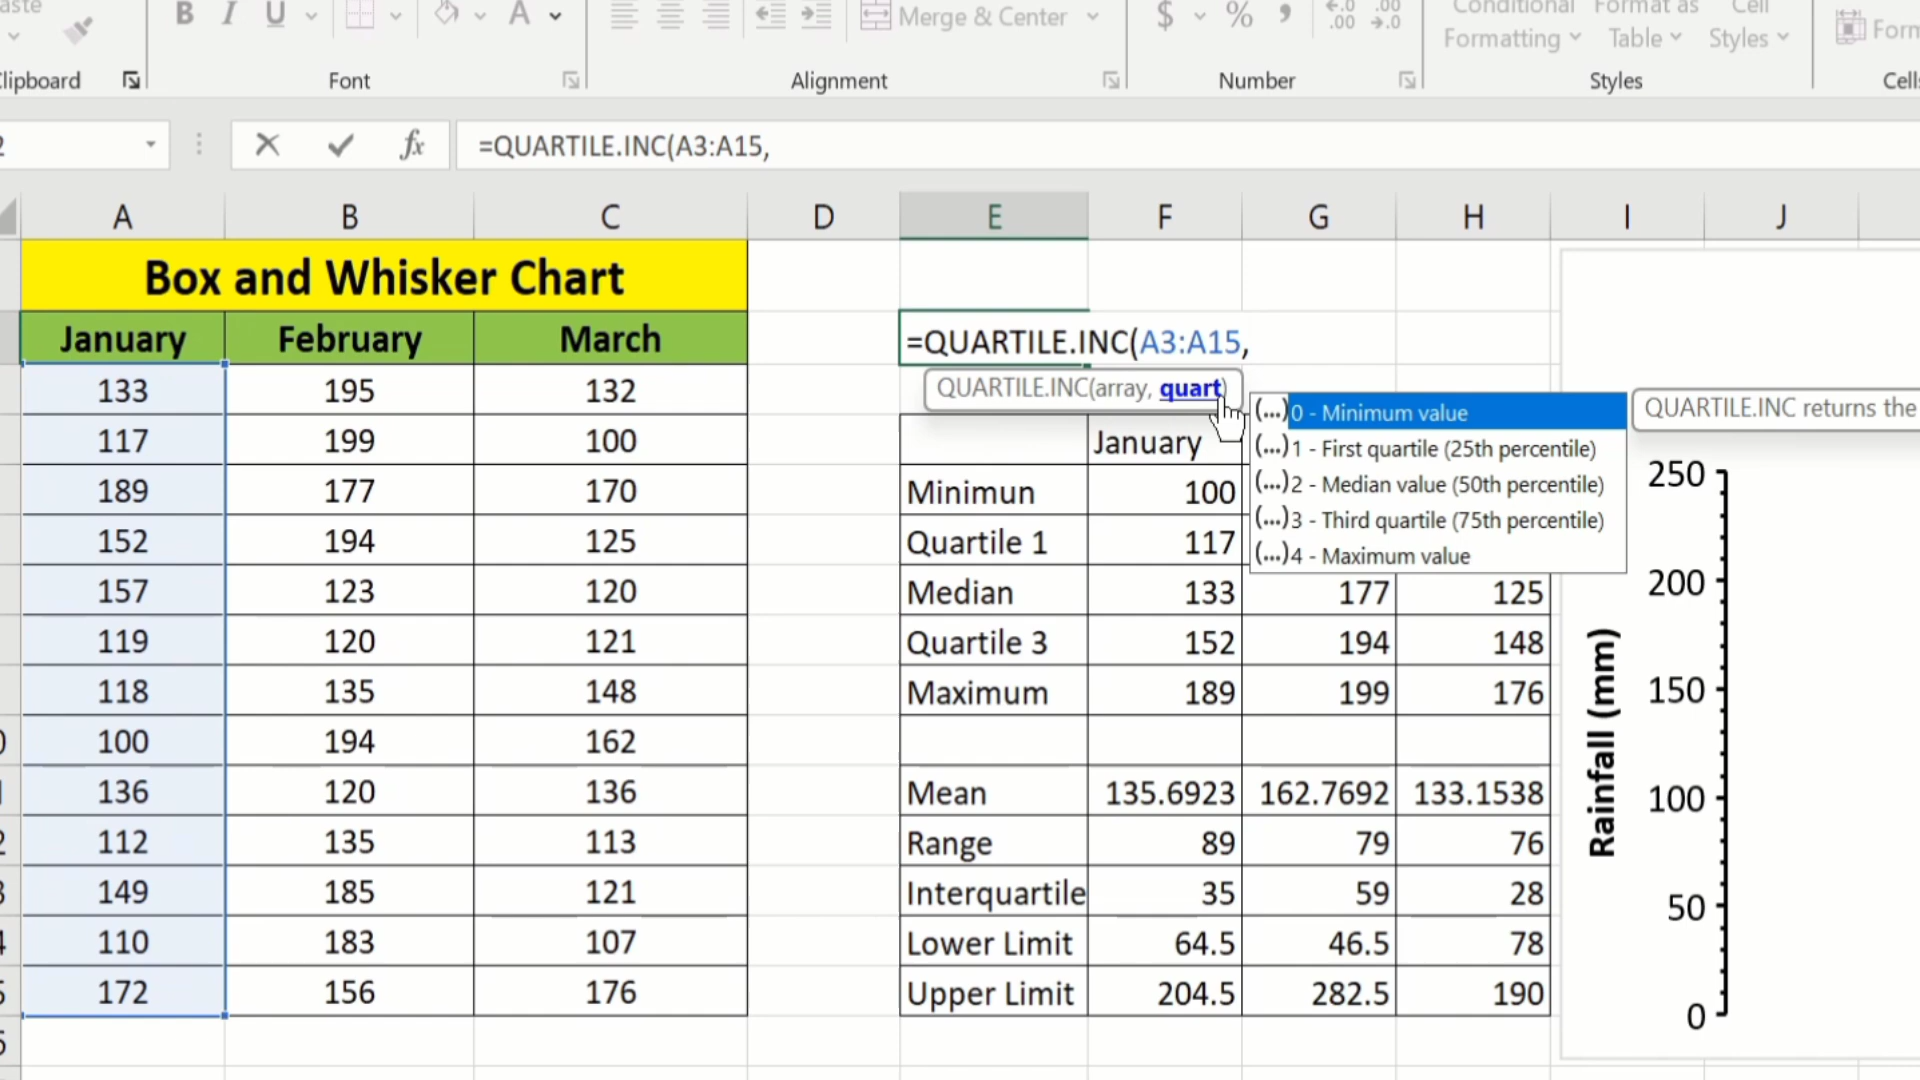 Conditional Format as Cell
B I U A Merge & Center $ % , .00 .00 Formatting Table Styles
Clipboard Font Alignment Number Styles
fx =QUARTILE.INC(A3:A15,
A B C D E F G H I J
Box and Whisker Chart
January February March =QUARTILE.INC(A3:A15,
133 195 132 QUARTILE.INC(array, quart)
(...)0 - Minimum value QUARTILE.INC returns the
117 199 100 January (...)1 - First quartile (25th percentile)
189 177 170 Minimun 100 (...)2 - Median value (50th percentile) 250
(...)3 - Third quartile (75th percentile)
152 194 125 Quartile 1 117 (...)4 - Maximum value
157 123 120 Median 133 177 125 200
119 120 121 Quartile 3 152 194 148
118 135 148 Maximum 189 199 176 150
100 194 162 Rainfall (mm)
136 120 136 Mean 135.6923 162.7692 133.1538 100
112 135 113 Range 89 79 76
149 185 121 Interquartile 35 59 28 50
110 183 107 Lower Limit 64.5 46.5 78
172 156 176 Upper Limit 204.5 282.5 190 0